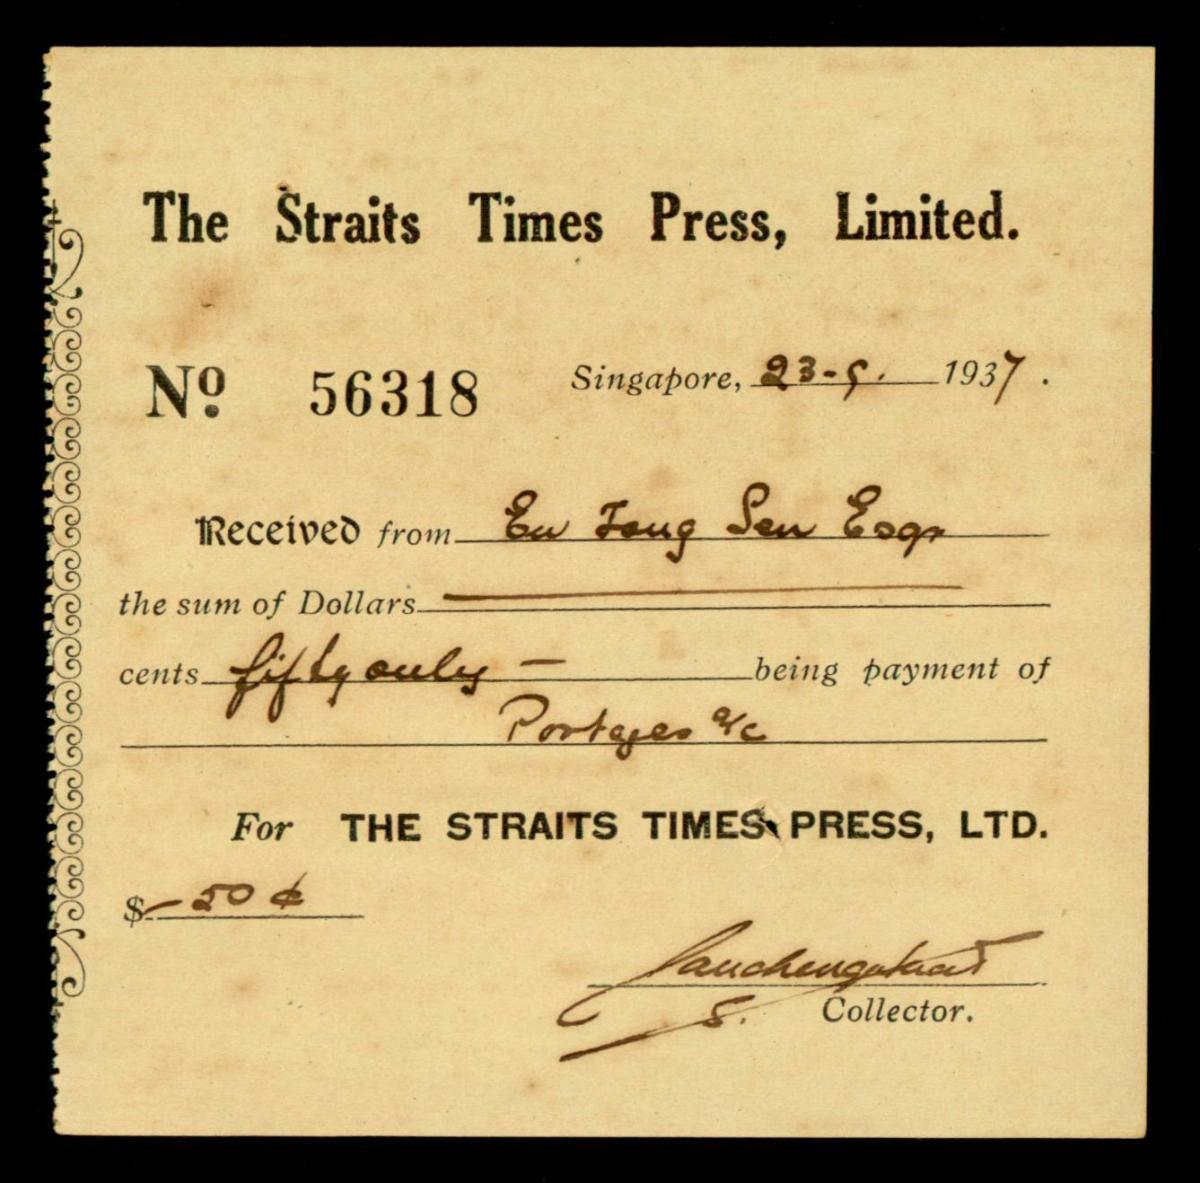 The Straits Times Press, Limited.
No 56318 Singapore, 23-9. 1937.
Received from Eu Tong Sen Esqr
the sum of Dollars
cents fifty only — being payment of
Postages a/c
For THE STRAITS TIMES PRESS, LTD.
$ - 50 ¢
S. Collector.